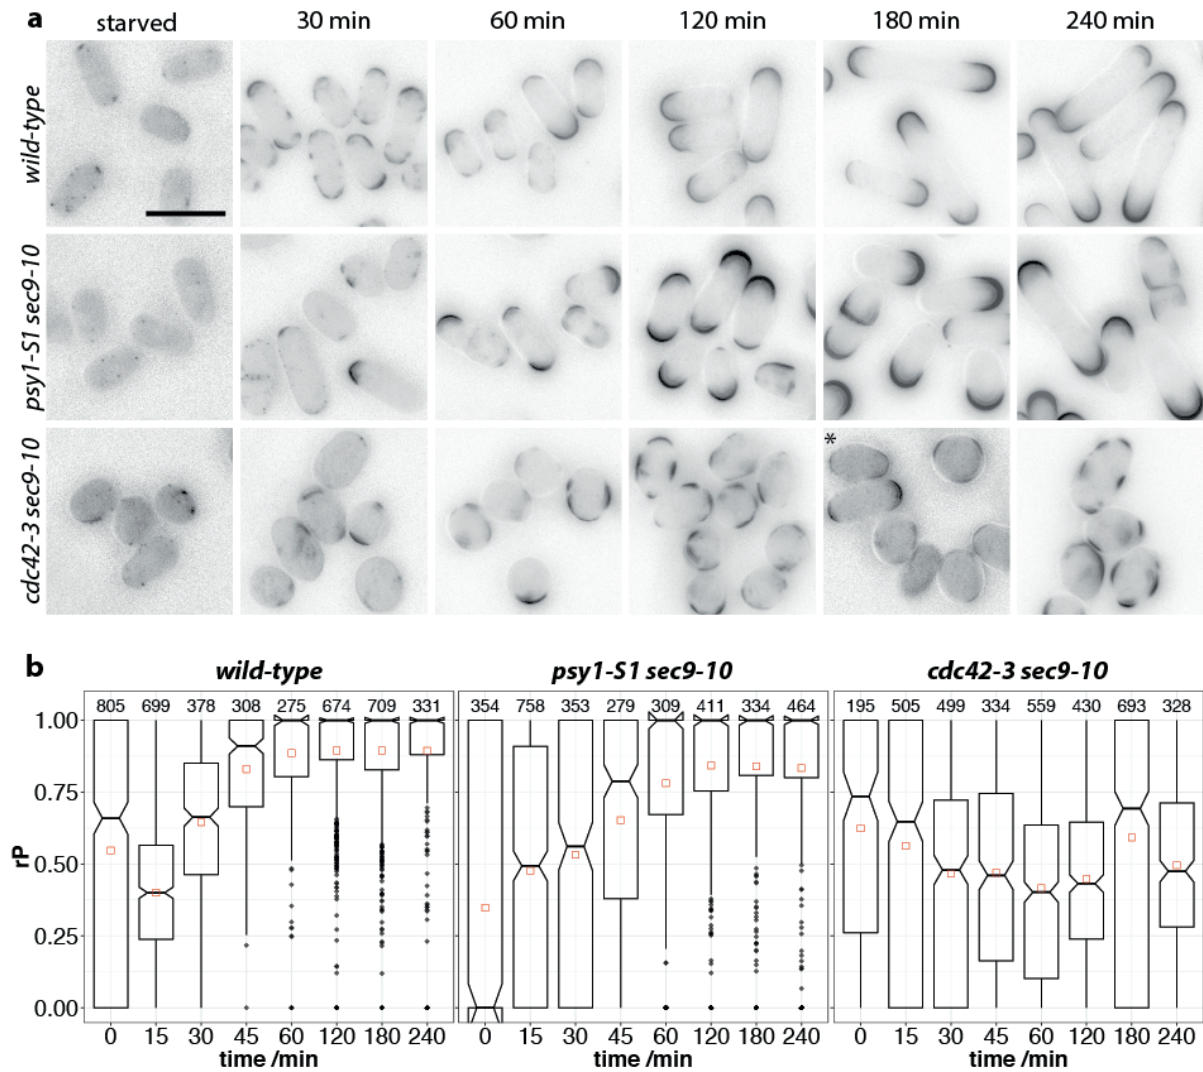 a
starved 30 min 60 min 120 min 180 min 240 min
wild-type
psy1-S1 sec9-10
cdc42-3 sec9-10
*
b
wild-type psy1-S1 sec9-10 cdc42-3 sec9-10
805 699 378 308 275 674 709 331 354 758 353 279 309 411 334 464 195 505 499 334 559 430 693 328
1.00
0.75
0.50
0.25
0.00
rP
0 15 30 45 60 120 180 240 0 15 30 45 60 120 180 240 0 15 30 45 60 120 180 240
time /min time /min time /min